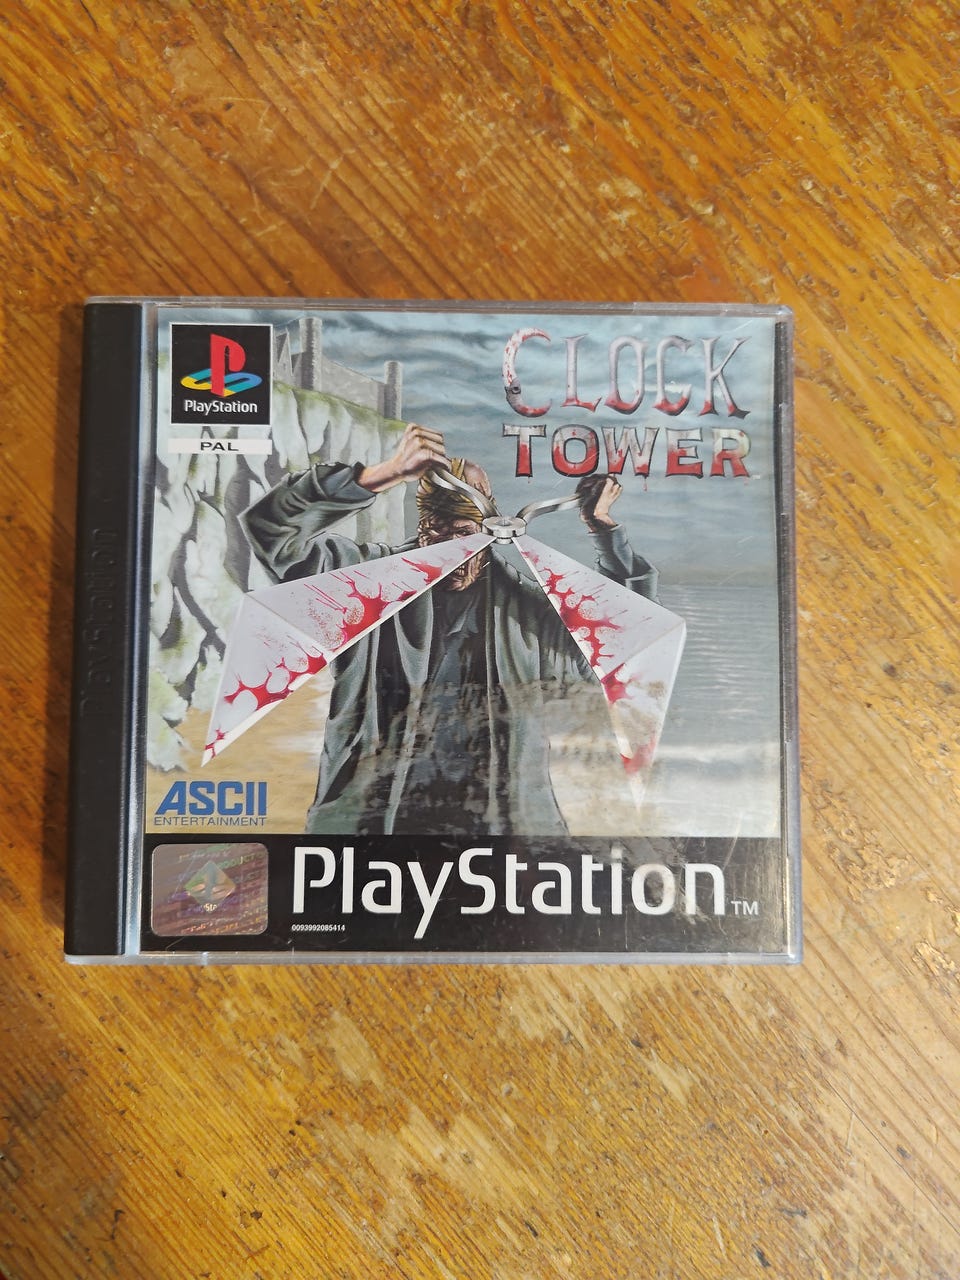 PlayStation
PAL
CLOCK
TOWER
PlayStation
ASCII
ENTERTAINMENT
PlayStation™
0093992085414